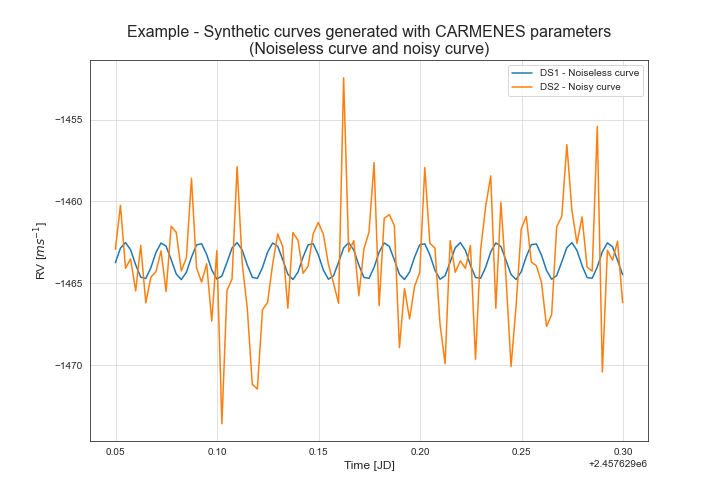 Example - Synthetic curves generated with CARMENES parameters
(Noiseless curve and noisy curve)
DS1 - Noiseless curve
DS2 - Noisy curve
RV [ms⁻¹]
−1455
−1460
−1465
−1470
0.05
0.10
0.15
0.20
0.25
0.30
Time [JD]
+2.457629e6